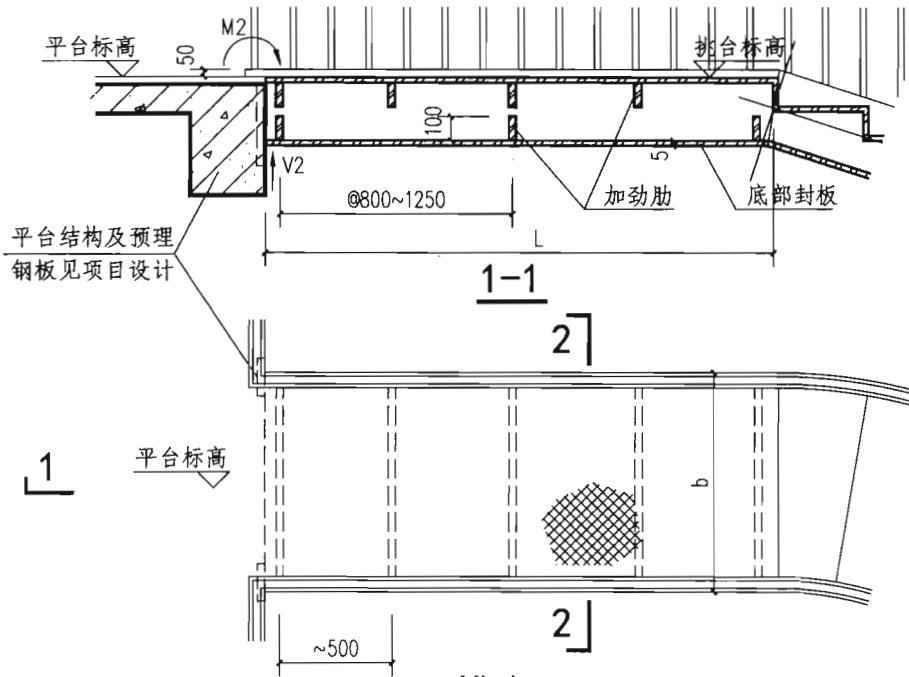 M2
平台标高
50
挑台标高
100
5
V2
@800~1250
加劲肋
底部封板
L
平台结构及预埋
钢板见项目设计
1-1
2
1
平台标高
b
2
~500